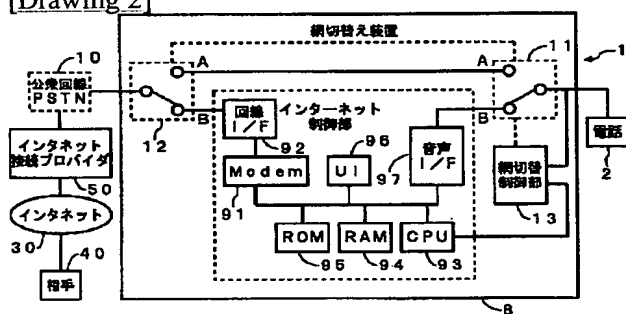 [Drawing 2]
10
公衆回線
PSTN
インタネット
接続プロバイダ
50
インタネット
30
40
相手
網切替え装置
A
A
B
B
12
11
1
回線
I/F
92
インターネット
制御部
96
97
音声
I/F
Modem
91
UI
ROM
95
RAM
94
CPU
93
網切替
制御部
13
電話
2
8